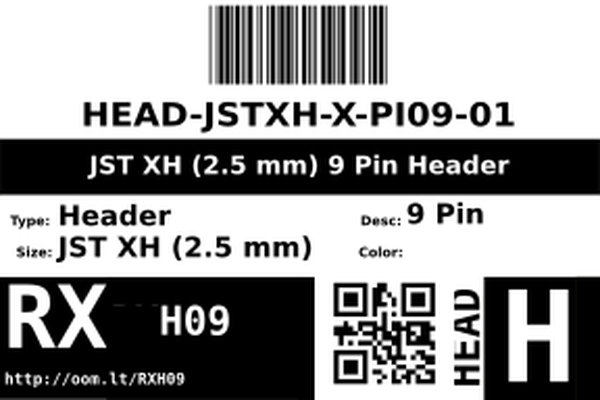 HEAD-JSTXH-X-PI09-01
JST XH (2.5 mm) 9 Pin Header
Type: Header
Desc: 9 Pin
Size: JST XH (2.5 mm)
Color:
RX
H09
HEAD
H
http://oom.lt/RXH09